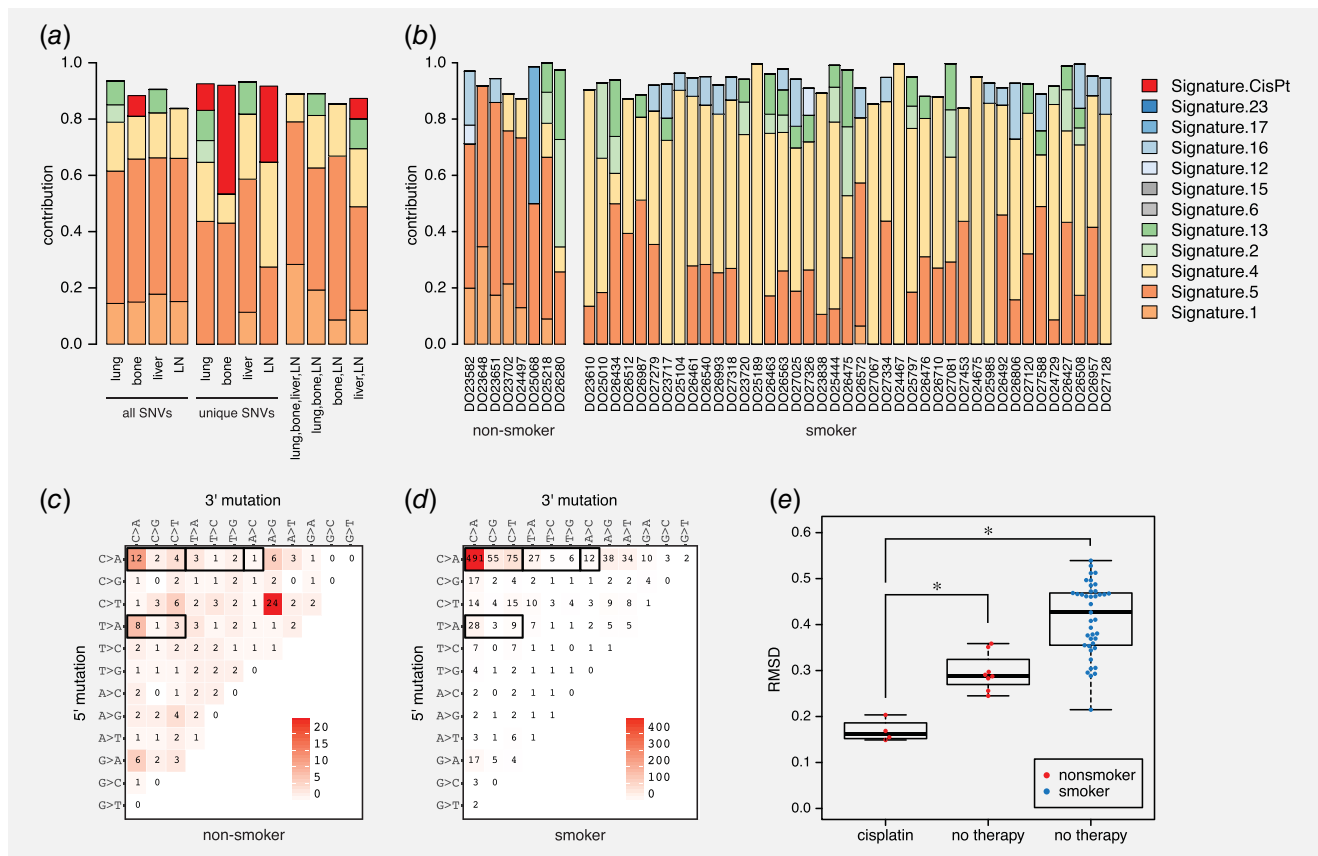 (a)
contribution
1.0
0.8
0.6
0.4
0.2
0.0
lung
bone
liver
LN
all SNVs
lung
bone
liver
LN
unique SNVs
lung,bone,liver,LN
lung,bone,LN
bone,LN
liver,LN
(b)
contribution
1.0
0.8
0.6
0.4
0.2
0.0
DO23582
DO23648
DO23651
DO23702
DO24497
DO25068
DO25218
DO26280
non-smoker
DO23610
DO25010
DO26434
DO26512
DO26987
DO27279
DO23717
DO25104
DO26461
DO26540
DO26993
DO27318
DO23720
DO25189
DO26463
DO26563
DO27025
DO27326
DO23838
DO25444
DO26475
DO26572
DO27067
DO27334
DO24467
DO25797
DO26476
DO26710
DO27081
DO27453
DO24675
DO25985
DO26492
DO26806
DO27120
DO27588
DO24729
DO26427
DO26508
DO26957
DO27128
smoker
Signature.CisPt
Signature.23
Signature.17
Signature.16
Signature.12
Signature.15
Signature.6
Signature.13
Signature.2
Signature.4
Signature.5
Signature.1
(c)
3' mutation
C>A C>G C>T T>A T>C T>G A>C A>G A>T G>A G>C G>T
5' mutation
C>A 12 2 4 3 1 2 1 6 3 1 0 0
C>G 1 0 2 1 1 2 1 2 0 1 0
C>T 1 3 6 2 3 2 1 24 2 2
T>A 8 1 3 3 1 2 1 1 2
T>C 2 1 2 2 1 1 1 1
T>G 1 1 1 2 2 2 0
A>C 2 0 1 2 2 0
A>G 2 2 4 2 0
A>T 1 1 2 1
G>A 6 2 3
G>C 1 0
G>T 0
20
15
10
5
0
non-smoker
(d)
3' mutation
C>A C>G C>T T>A T>C T>G A>C A>G A>T G>A G>C G>T
5' mutation
C>A 491 55 75 27 5 6 12 38 34 10 3 2
C>G 17 2 4 2 1 1 1 2 2 4 0
C>T 14 4 15 10 3 4 3 9 8 1
T>A 28 3 9 7 1 1 2 5 5
T>C 7 0 7 1 1 0 1 1
T>G 4 1 2 1 1 1 0
A>C 2 0 2 1 1 0
A>G 2 1 2 1 1
A>T 3 1 6 1
G>A 17 5 4
G>C 3 0
G>T 2
400
300
200
100
0
smoker
(e)
RMSD
0.6
0.5
0.4
0.3
0.2
0.1
0.0
*
*
nonsmoker
smoker
cisplatin
no therapy
no therapy